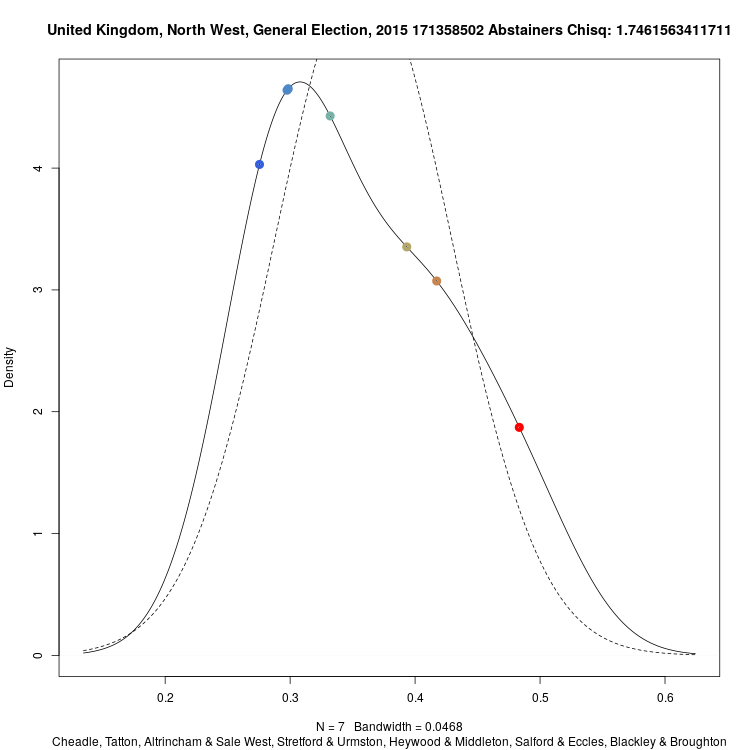 United Kingdom, North West, General Election, 2015 171358502 Abstainers Chisq: 1.7461563411711
Density
4
3
2
1
0
0.2 0.3 0.4 0.5 0.6
N = 7 Bandwidth = 0.0468
Cheadle, Tatton, Altrincham & Sale West, Stretford & Urmston, Heywood & Middleton, Salford & Eccles, Blackley & Broughton